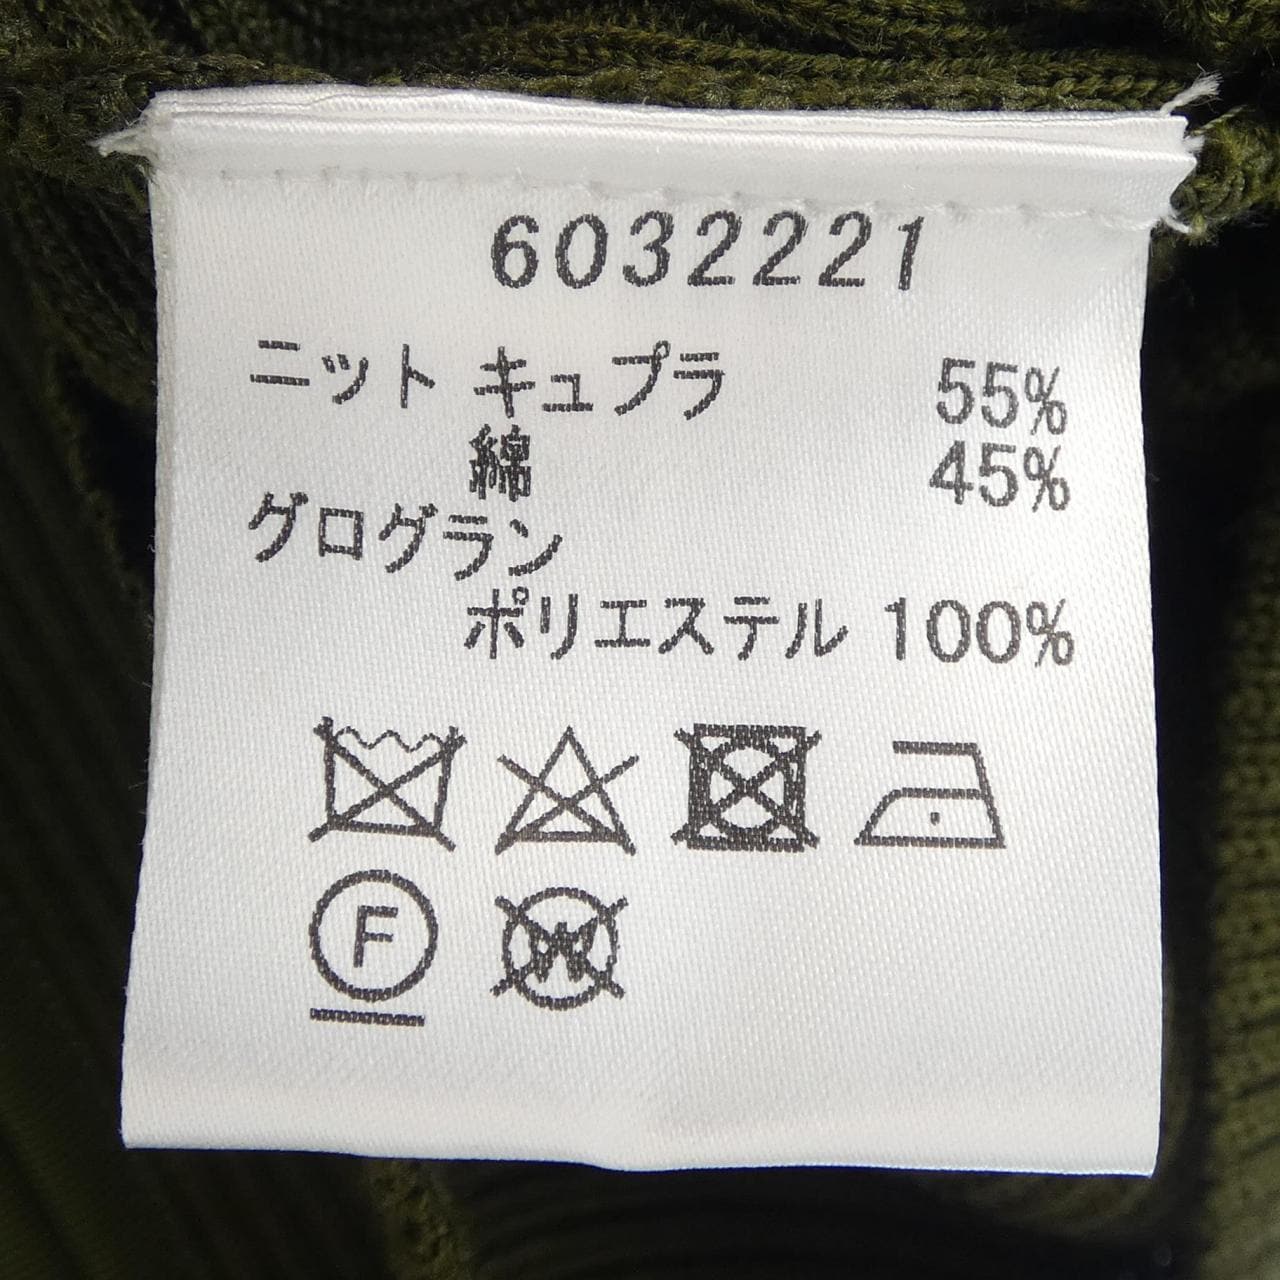 6032221
ニット キュプラ 55%
綿 45%
グログラン
ポリエステル 100%
F
W